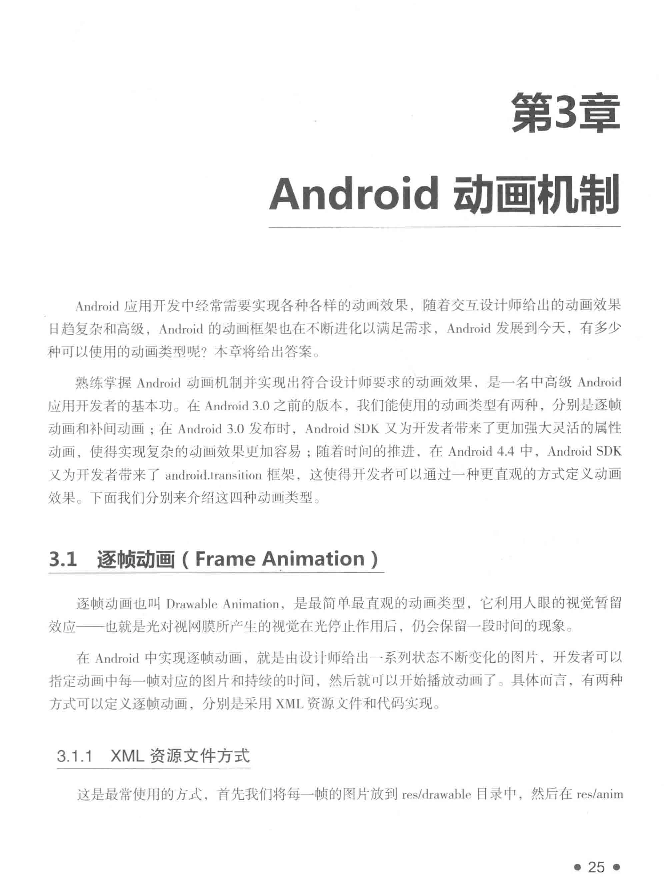 第3章
Android 动画机制
Android 应用开发中经常需要实现各种各样的动画效果，随着交互设计师给出的动画效果
日趋复杂和高级，Android 的动画框架也在不断进化以满足需求，Android 发展到今天，有多少
种可以使用的动画类型呢？本章将给出答案。
熟练掌握 Android 动画机制并实现出符合设计师要求的动画效果，是一名中高级 Android
应用开发者的基本功。在 Android 3.0 之前的版本，我们能使用的动画类型有两种，分别是逐帧
动画和补间动画；在 Android 3.0 发布时，Android SDK 又为开发者带来了更加强大灵活的属性
动画，使得实现复杂的动画效果更加容易；随着时间的推进，在 Android 4.4 中，Android SDK
又为开发者带来了 android.transition 框架，这使得开发者可以通过一种更直观的方式定义动画
效果。下面我们分别来介绍这四种动画类型。
3.1 逐帧动画（Frame Animation）
逐帧动画也叫 Drawable Animation，是最简单最直观的动画类型，它利用人眼的视觉暂留
效应——也就是光对视网膜所产生的视觉在光停止作用后，仍会保留一段时间的现象。
在 Android 中实现逐帧动画，就是由设计师给出一系列状态不断变化的图片，开发者可以
指定动画中每一帧对应的图片和持续的时间，然后就可以开始播放动画了。具体而言，有两种
方式可以定义逐帧动画，分别是采用 XML 资源文件和代码实现。
3.1.1 XML 资源文件方式
这是最常使用的方式，首先我们将每一帧的图片放到 res/drawable 目录中，然后在 res/anim
• 25 •